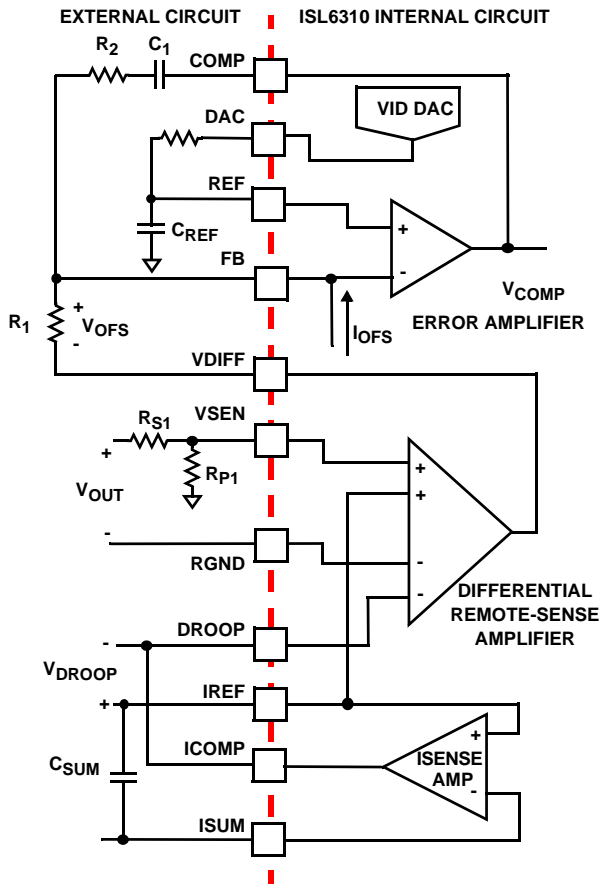 EXTERNAL CIRCUIT
ISL6310 INTERNAL CIRCUIT
R2
C1
COMP
VID DAC
DAC
REF
CREF
+
-
FB
VCOMP
ERROR AMPLIFIER
IOFS
R1
+
VOFS
-
VDIFF
RS1
VSEN
+
RP1
VOUT
+
+
-
RGND
-
-
DIFFERENTIAL
REMOTE-SENSE
AMPLIFIER
DROOP
-
VDROOP
+
IREF
ICOMP
CSUM
+
ISENSE
AMP
-
ISUM